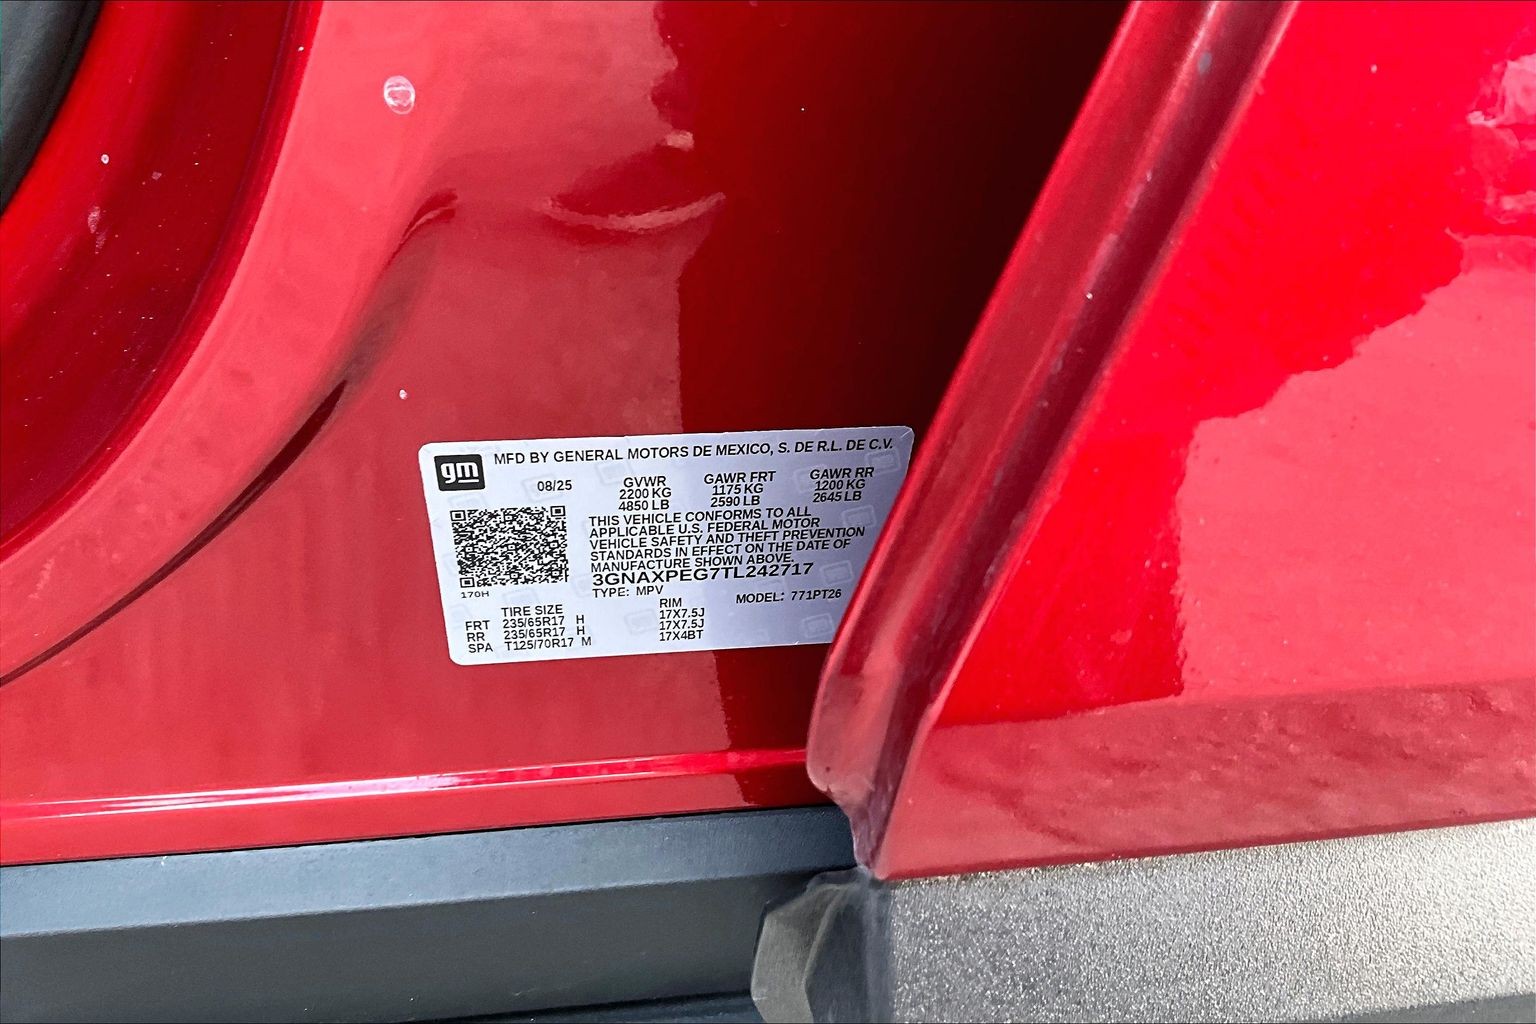 gm
MFD BY GENERAL MOTORS DE MEXICO, S. DE R.L. DE C.V.
08/25
GVWR GAWR FRT GAWR RR
2200 KG 1175 KG 1200 KG
4850 LB 2590 LB 2645 LB
THIS VEHICLE CONFORMS TO ALL
APPLICABLE U.S. FEDERAL MOTOR
VEHICLE SAFETY AND THEFT PREVENTION
STANDARDS IN EFFECT ON THE DATE OF
MANUFACTURE SHOWN ABOVE.
3GNAXPEG7TL242717
170H
TYPE: MPV MODEL: 771PT26
TIRE SIZE RIM
FRT 235/65R17 H 17X7.5J
RR 235/65R17 H 17X7.5J
SPA T125/70R17 M 17X4BT